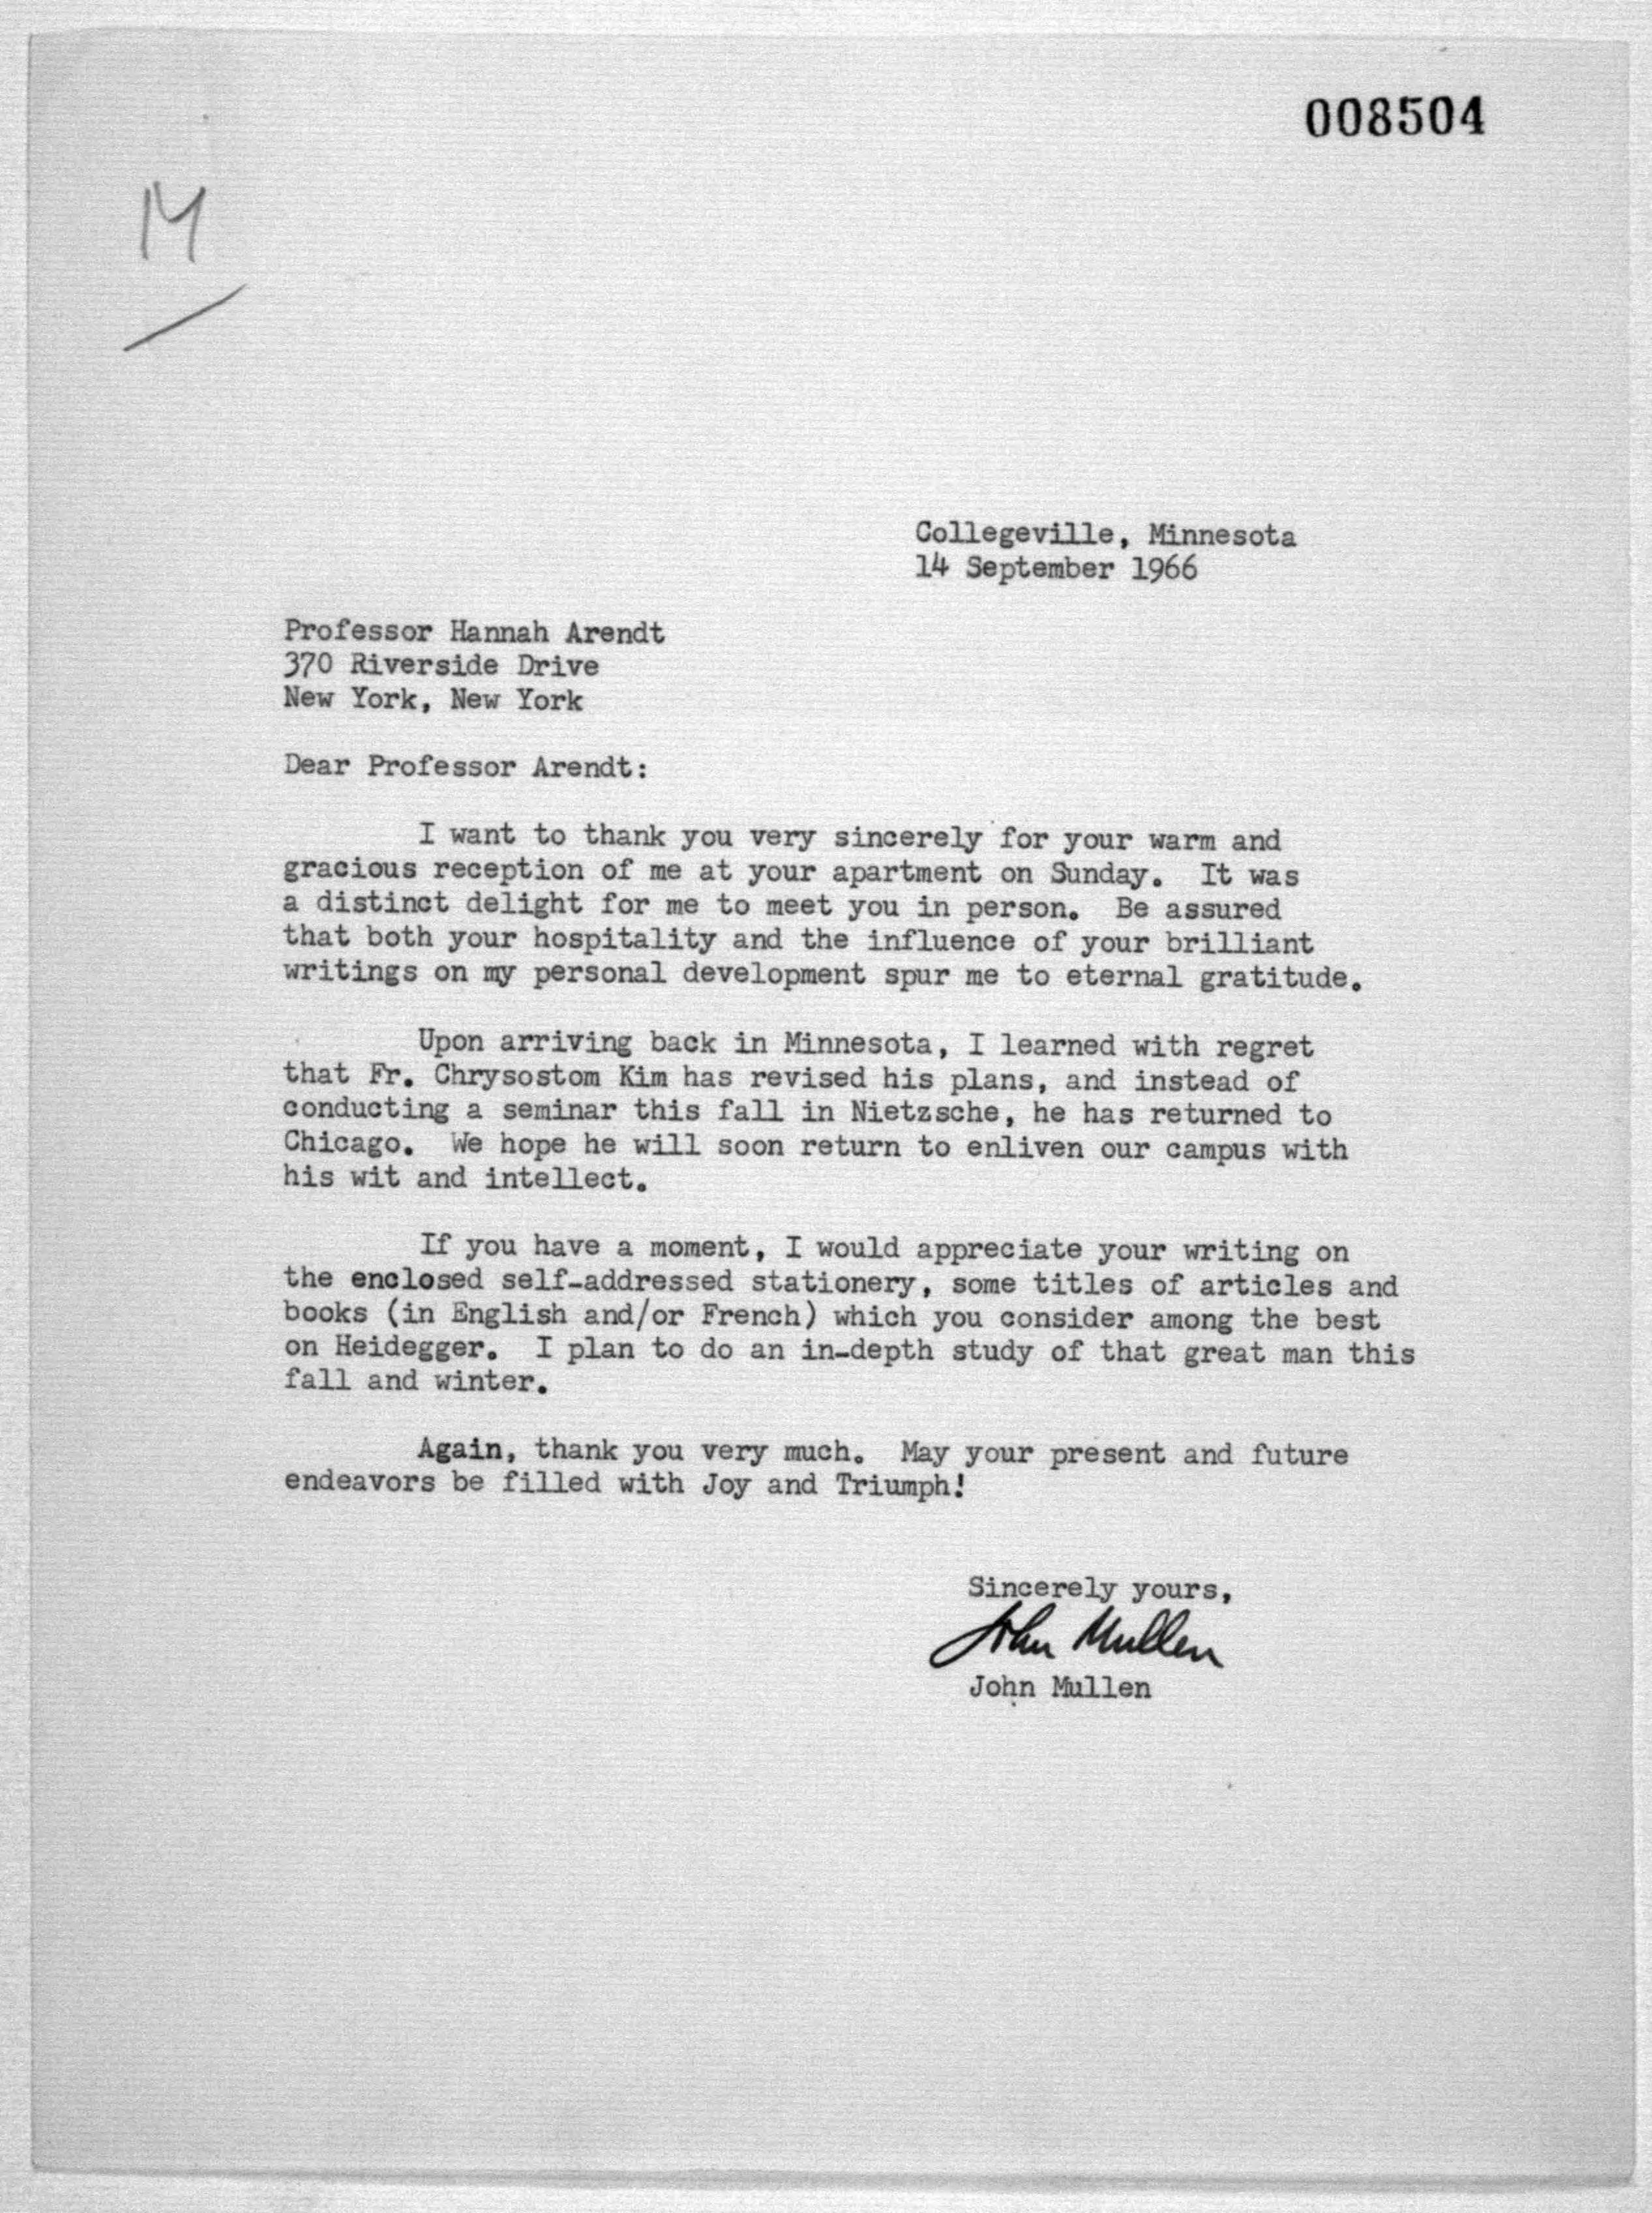 008504
M
Collegeville, Minnesota
14 September 1966
Professor Hannah Arendt
370 Riverside Drive
New York, New York
Dear Professor Arendt:
I want to thank you very sincerely for your warm and
gracious reception of me at your apartment on Sunday. It was
a distinct delight for me to meet you in person. Be assured
that both your hospitality and the influence of your brilliant
writings on my personal development spur me to eternal gratitude.
Upon arriving back in Minnesota, I learned with regret
that Fr. Chrysostom Kim has revised his plans, and instead of
conducting a seminar this fall in Nietzsche, he has returned to
Chicago. We hope he will soon return to enliven our campus with
his wit and intellect.
If you have a moment, I would appreciate your writing on
the enclosed self-addressed stationery, some titles of articles and
books (in English and/or French) which you consider among the best
on Heidegger. I plan to do an in-depth study of that great man this
fall and winter.
Again, thank you very much. May your present and future
endeavors be filled with Joy and Triumph!
Sincerely yours,
John Mullen
John Mullen